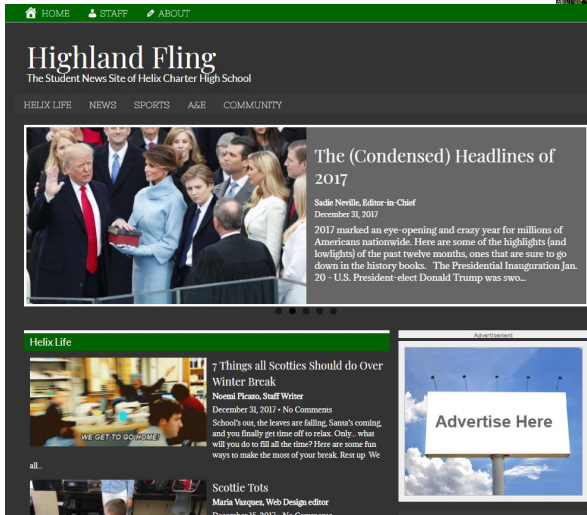 HOME STAFF ABOUT
Highland Fling
The Student News Site of Helix Charter High School
HELIX LIFE NEWS SPORTS A&E COMMUNITY
The (Condensed) Headlines of
2017
Sadie Neville, Editor-in-Chief
December 31, 2017
2017 marked an eye-opening and crazy year for millions of
Americans nationwide. Here are some of the highlights (and
lowlights) of the past twelve months, ones that are sure to go
down in the history books. The Presidential Inauguration Jan.
20 - U.S. President-elect Donald Trump was swo...
Helix Life
WE GET TO GO HOME!
7 Things all Scotties Should do Over
Winter Break
Noemi Picazo, Staff Writer
December 31, 2017 • No Comments
School's out, the leaves are falling, Santa's coming,
and you finally get time off to relax. Only... what
will you do to fill all the time? Here are some fun
ways to make the most of your break. Rest up We
all...
Scottie Tots
Maria Vazquez, Web Design editor
December 15, 2017 • No Comments
Advertisement
Advertise Here